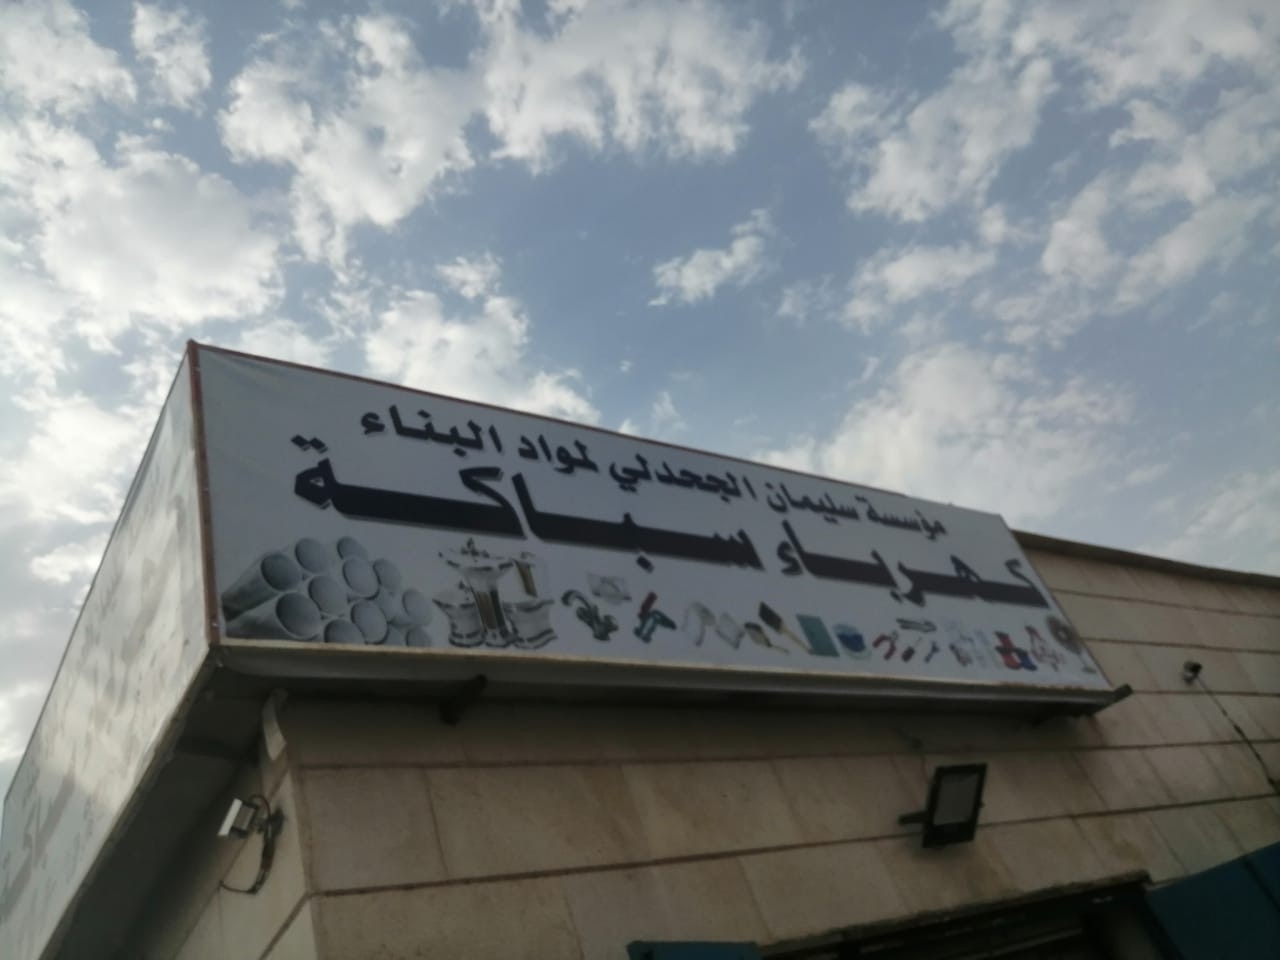 مؤسسة سليمان الجحدلي لمواد البناء
كهرباء سباكة